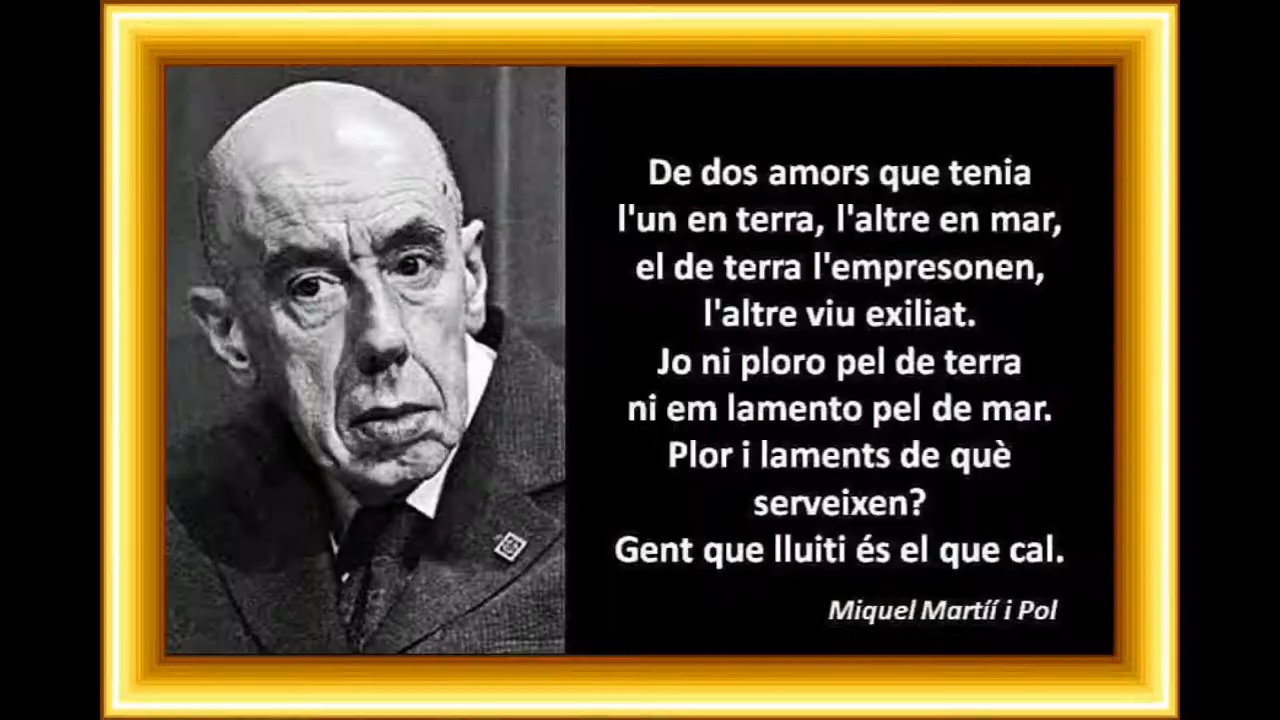 De dos amors que tenia
l'un en terra, l'altre en mar,
el de terra l'empresonen,
l'altre viu exiliat.
Jo ni ploro pel de terra
ni em lamento pel de mar.
Plor i laments de què
serveixen?
Gent que lluiti és el que cal.
Miquel Martíí i Pol